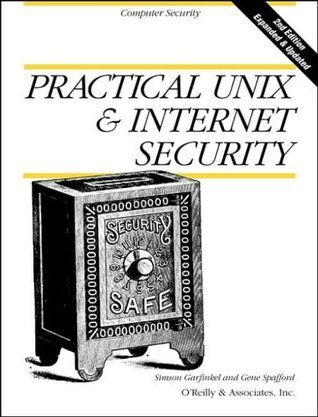 Computer Security
2nd Edition
Expanded & Updated
PRACTICAL UNIX
& INTERNET
SECURITY
SECURITY
SAFE
Simson Garfinkel and Gene Spafford
O'Reilly & Associates, Inc.